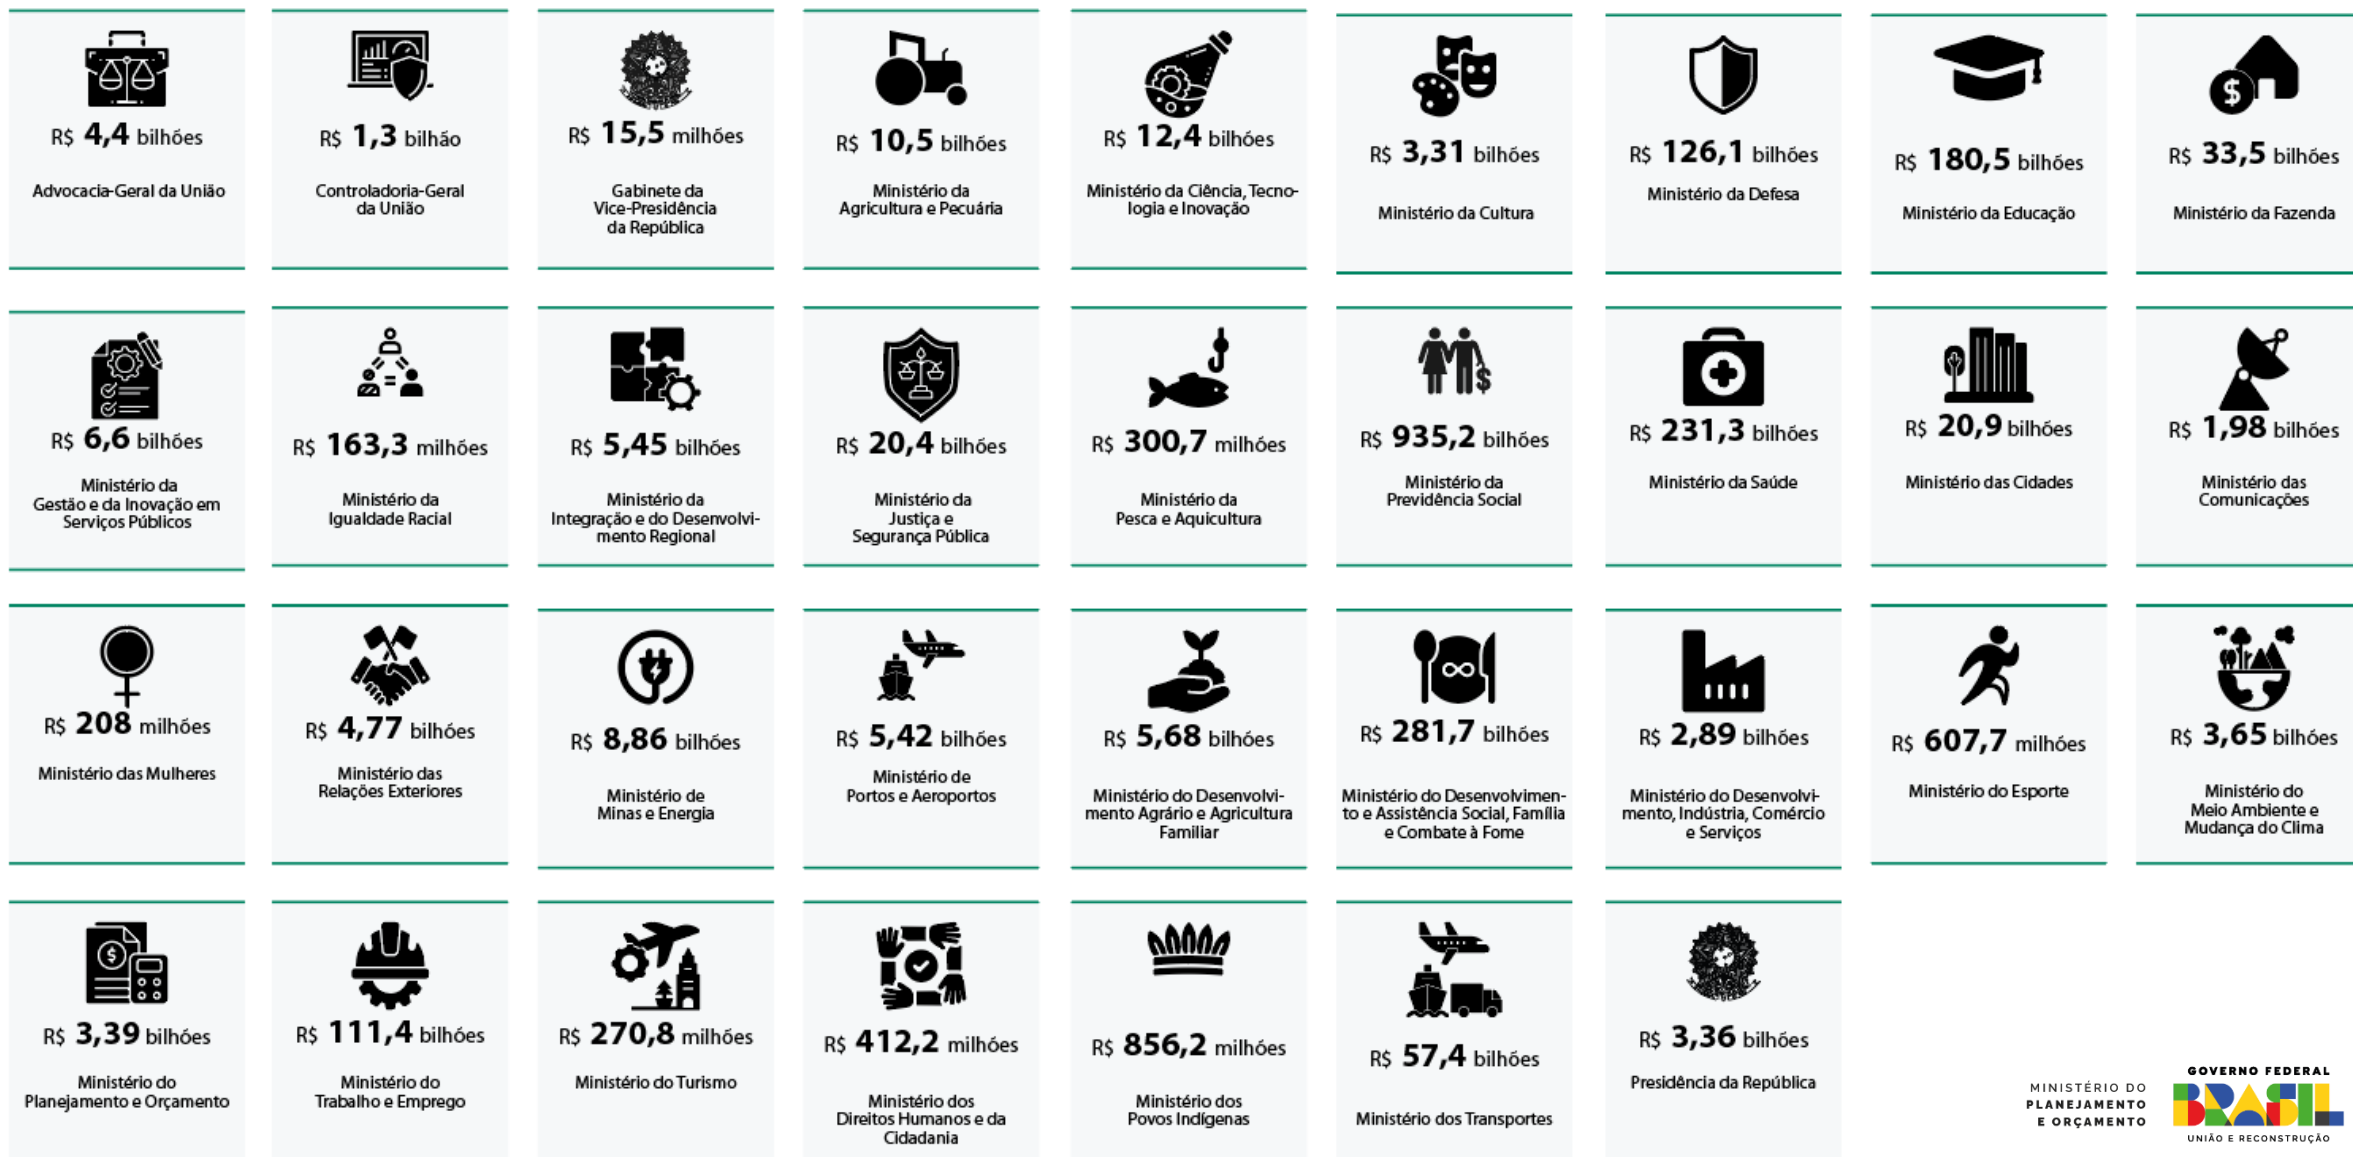 R$ 4,4 bilhões
Advocacia-Geral da União
R$ 1,3 bilhão
Controladoria-Geral
da União
R$ 15,5 milhões
Gabinete da
Vice-Presidência
da República
R$ 10,5 bilhões
Ministério da
Agricultura e Pecuária
R$ 12,4 bilhões
Ministério da Ciência, Tecno-
logia e Inovação
R$ 3,31 bilhões
Ministério da Cultura
R$ 126,1 bilhões
Ministério da Defesa
R$ 180,5 bilhões
Ministério da Educação
R$ 33,5 bilhões
Ministério da Fazenda
R$ 6,6 bilhões
Ministério da
Gestão e da Inovação em
Serviços Públicos
R$ 163,3 milhões
Ministério da
Igualdade Racial
R$ 5,45 bilhões
Ministério da
Integração e do Desenvolvi-
mento Regional
R$ 20,4 bilhões
Ministério da
Justiça e
Segurança Pública
R$ 300,7 milhões
Ministério da
Pesca e Aquicultura
R$ 935,2 bilhões
Ministério da
Previdência Social
R$ 231,3 bilhões
Ministério da Saúde
R$ 20,9 bilhões
Ministério das Cidades
R$ 1,98 bilhões
Ministério das
Comunicações
R$ 208 milhões
Ministério das Mulheres
R$ 4,77 bilhões
Ministério das
Relações Exteriores
R$ 8,86 bilhões
Ministério de
Minas e Energia
R$ 5,42 bilhões
Ministério de
Portos e Aeroportos
R$ 5,68 bilhões
Ministério do Desenvolvi-
mento Agrário e Agricultura
Familiar
R$ 281,7 bilhões
Ministério do Desenvolvimen-
to e Assistência Social, Família
e Combate à Fome
R$ 2,89 bilhões
Ministério do Desenvolvi-
mento, Indústria, Comércio
e Serviços
R$ 607,7 milhões
Ministério do Esporte
R$ 3,65 bilhões
Ministério do
Meio Ambiente e
Mudança do Clima
R$ 3,39 bilhões
Ministério do
Planejamento e Orçamento
R$ 111,4 bilhões
Ministério do
Trabalho e Emprego
R$ 270,8 milhões
Ministério do Turismo
R$ 412,2 milhões
Ministério dos
Direitos Humanos e da
Cidadania
R$ 856,2 milhões
Ministério dos
Povos Indígenas
R$ 57,4 bilhões
Ministério dos Transportes
R$ 3,36 bilhões
Presidência da República
MINISTÉRIO DO
PLANEJAMENTO
E ORÇAMENTO
GOVERNO FEDERAL
BRASIL
UNIÃO E RECONSTRUÇÃO